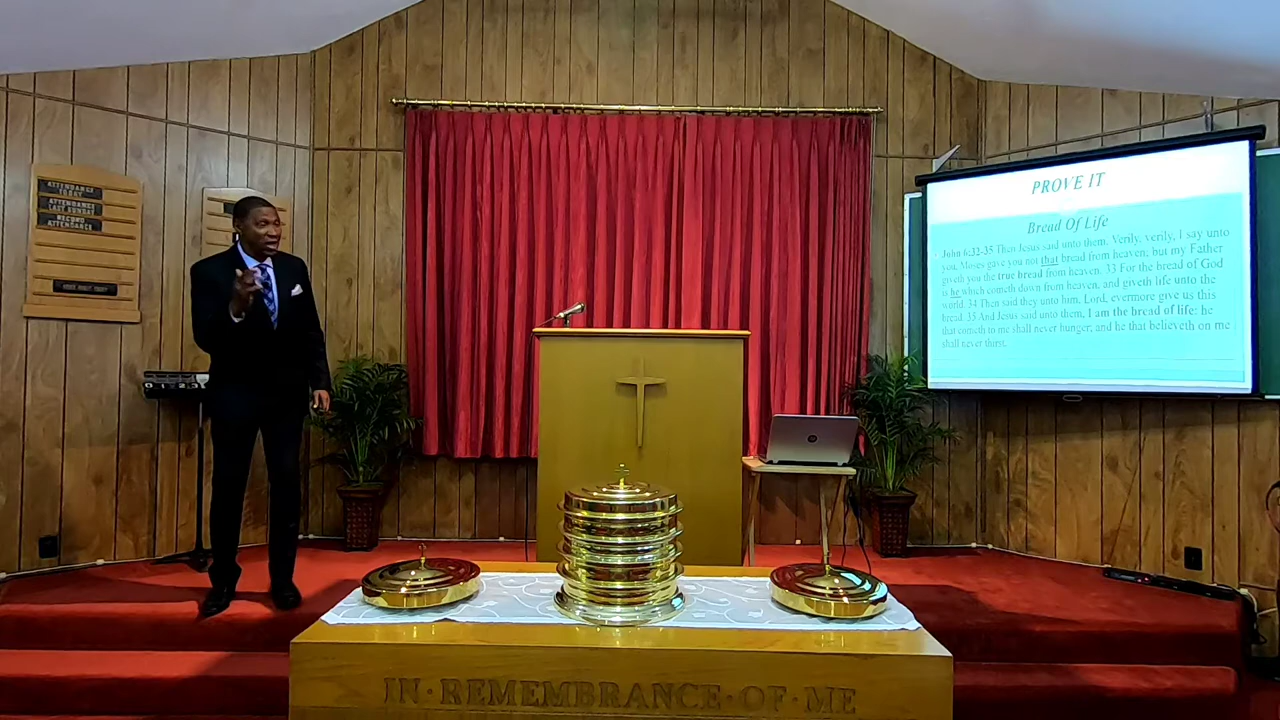 ATTENDANCE
TODAY
ATTENDANCE
LAST SUNDAY
RECORD
ATTENDANCE
PROVE IT
Bread Of Life
John 6:32-35 Then Jesus said unto them, Verily, verily, I say unto
you, Moses gave you not that bread from heaven; but my Father
giveth you the true bread from heaven. 33 For the bread of God
is he which cometh down from heaven, and giveth life unto the
world. 34 Then said they unto him, Lord, evermore give us this
bread. 35 And Jesus said unto them, I am the bread of life: he
that cometh to me shall never hunger; and he that believeth on me
shall never thirst.
hp
IN·REMEMBRANCE·OF·ME